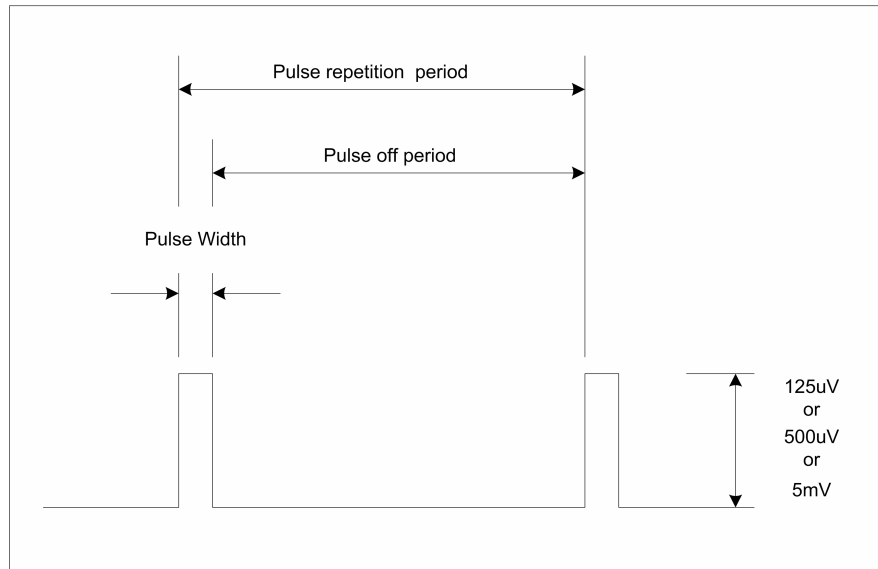 Pulse repetition period
Pulse off period
Pulse Width
125uV
or
500uV
or
5mV